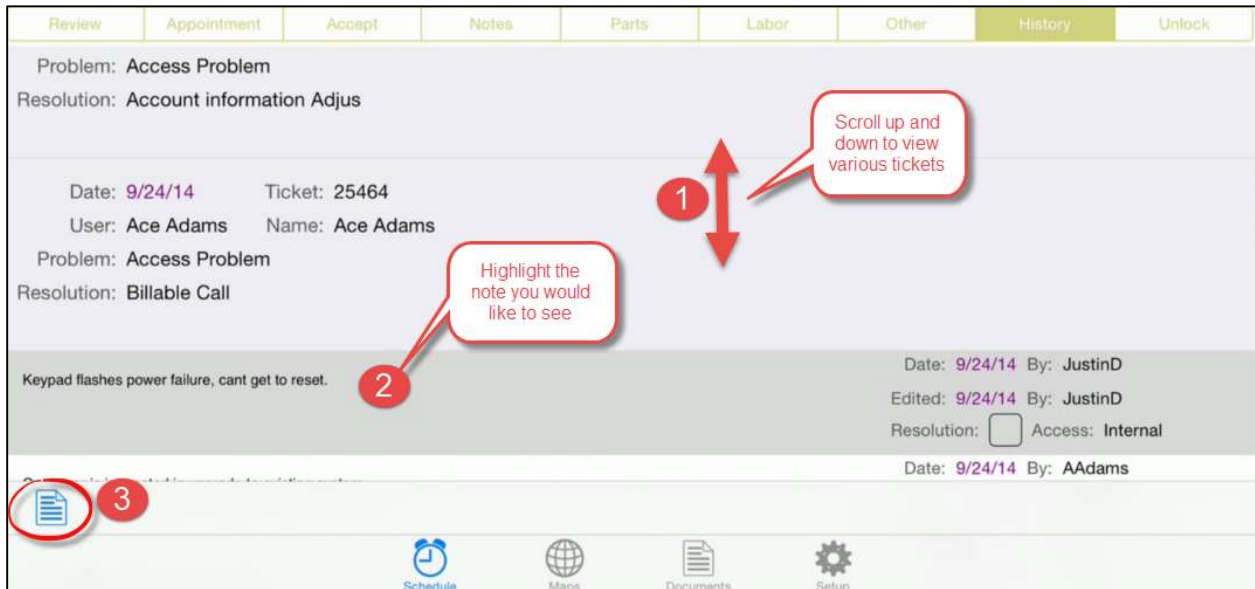 Review Appointment Accept Notes Parts Labor Other History Unlock
Problem: Access Problem
Resolution: Account information Adjus
Scroll up and
down to view
various tickets
1
Date: 9/24/14 Ticket: 25464
User: Ace Adams Name: Ace Adams
Problem: Access Problem
Resolution: Billable Call
Highlight the
note you would
like to see
2
Keypad flashes power failure, cant get to reset.
Date: 9/24/14 By: JustinD
Edited: 9/24/14 By: JustinD
Resolution: Access: Internal
Date: 9/24/14 By: AAdams
3
Schedule Maps Documents Setup